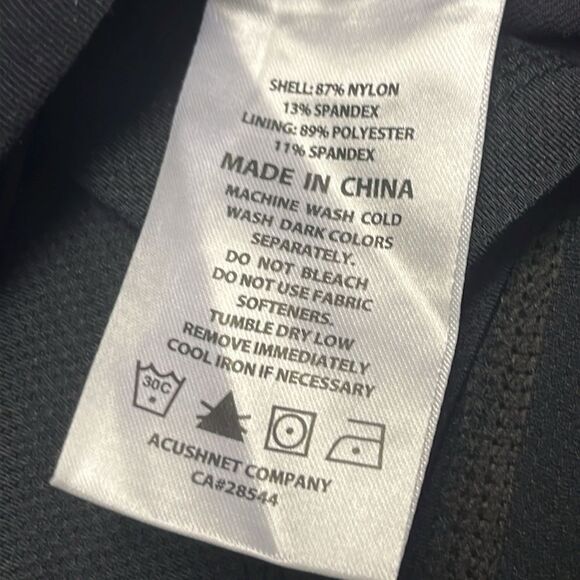 SHELL: 87% NYLON
13% SPANDEX
LINING: 89% POLYESTER
11% SPANDEX
MADE IN CHINA
MACHINE WASH COLD
WASH DARK COLORS
SEPARATELY.
DO NOT BLEACH
DO NOT USE FABRIC
SOFTENERS.
TUMBLE DRY LOW
REMOVE IMMEDIATELY
COOL IRON IF NECESSARY
30C
ACUSHNET COMPANY
CA#28544